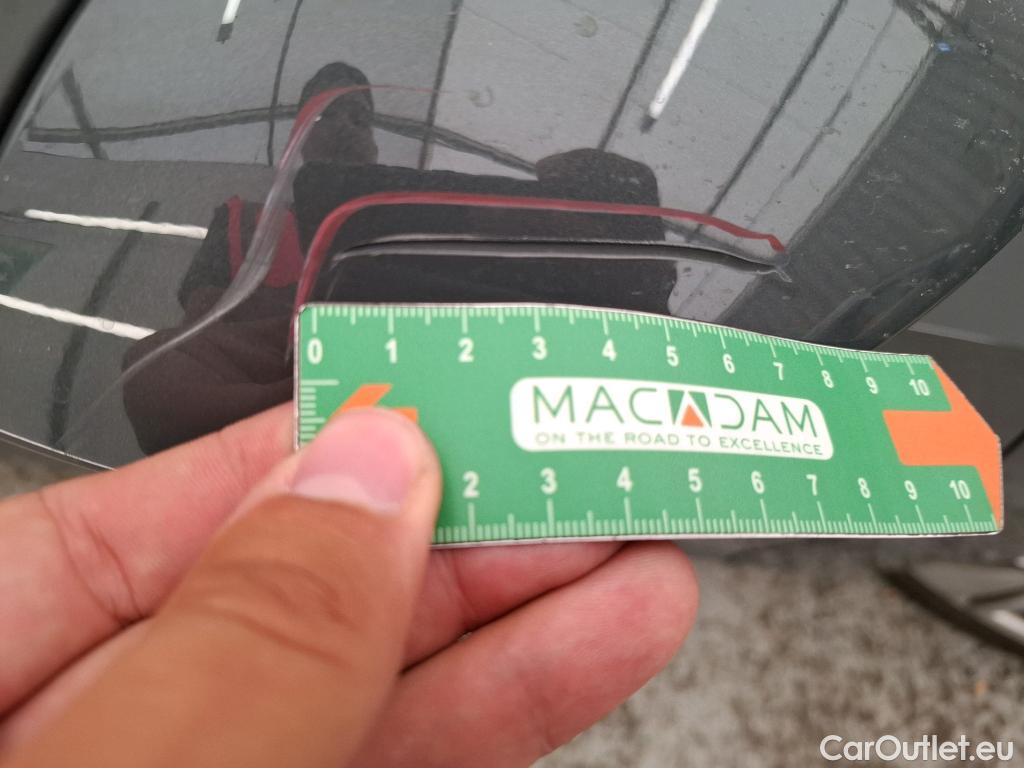 0 1 2 3 4 5 6 7 8 9 10
MACADAM
ON THE ROAD TO EXCELLENCE
2 3 4 5 6 7 8 9 10
CarOutlet.eu